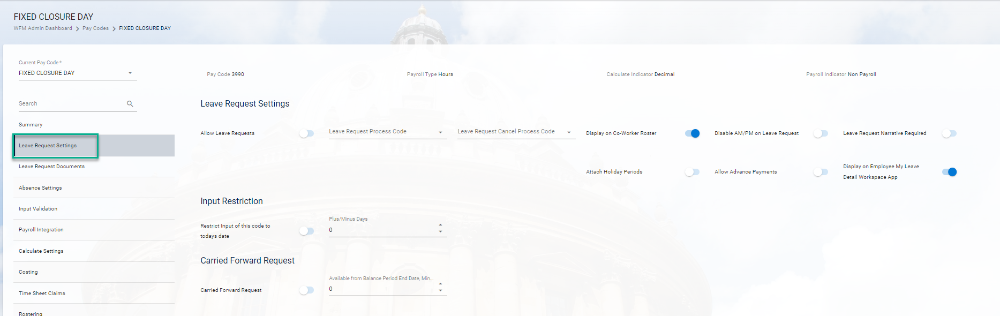 FIXED CLOSURE DAY
WFM Admin Dashboard > Pay Codes > FIXED CLOSURE DAY
Current Pay Code *
FIXED CLOSURE DAY
Pay Code 3990
Payroll Type Hours
Calculate Indicator Decimal
Payroll Indicator Non Payroll
Search
Summary
Leave Request Settings
Leave Request Documents
Absence Settings
Input Validation
Payroll Integration
Calculate Settings
Costing
Time Sheet Claims
Rostering
Leave Request Settings
Allow Leave Requests
Leave Request Process Code
Leave Request Cancel Process Code
Display on Co-Worker Roster
Disable AM/PM on Leave Request
Leave Request Narrative Required
Attach Holiday Periods
Allow Advance Payments
Display on Employee My Leave
Detail Workspace App
Input Restriction
Restrict Input of this code to
todays date
Plus/Minus Days
0
Carried Forward Request
Carried Forward Request
Available from Balance Period End Date, Min...
0